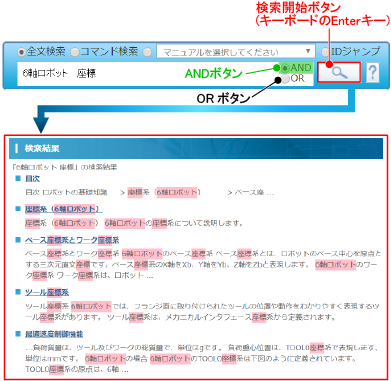 検索開始ボタン
(キーボードのEnterキー)
全文検索 コマンド検索 マニュアルを選択してください IDジャンプ
6軸ロボット 座標
ANDボタン
AND
OR
ORボタン
?
検索結果
「6軸ロボット 座標」の検索結果
目次
目次 ロボットの基礎知識 > 座標系（6軸ロボット） > ベース座 ...
座標系（6軸ロボット）
座標系（6軸ロボット） 6軸ロボットの座標系について説明します。
ベース座標系とワーク座標系
ベース座標系とワーク座標系 6軸ロボットのベース座標系 ベース座標系とは、ロボットのベース中心を原点と
する三次元直交座標です。ベース座標系のX軸をXb、Y軸をYb、Z軸をZbと表現します。 6軸ロボットのワー
ク座標系 ワーク座標系は、ロボット ...
ツール座標系
ツール座標系 6軸ロボットでは、フランジ面に取り付けられたツールの位置や動作をわかりやすく表現するツ
ール座標系があります。 ツール座標系は、メカニカルインタフェース座標系から定義されます。
最適速度制御機能
...負荷質量は、ツール及びワークの総質量で、単位はgです。 負荷重心位置は、TOOL0座標で表現します、
単位はmmです。 6軸ロボットの場合 6軸ロボットのTOOL0座標系は下図のように定義されています。
TOOL0座標系の原点は、6軸 ...